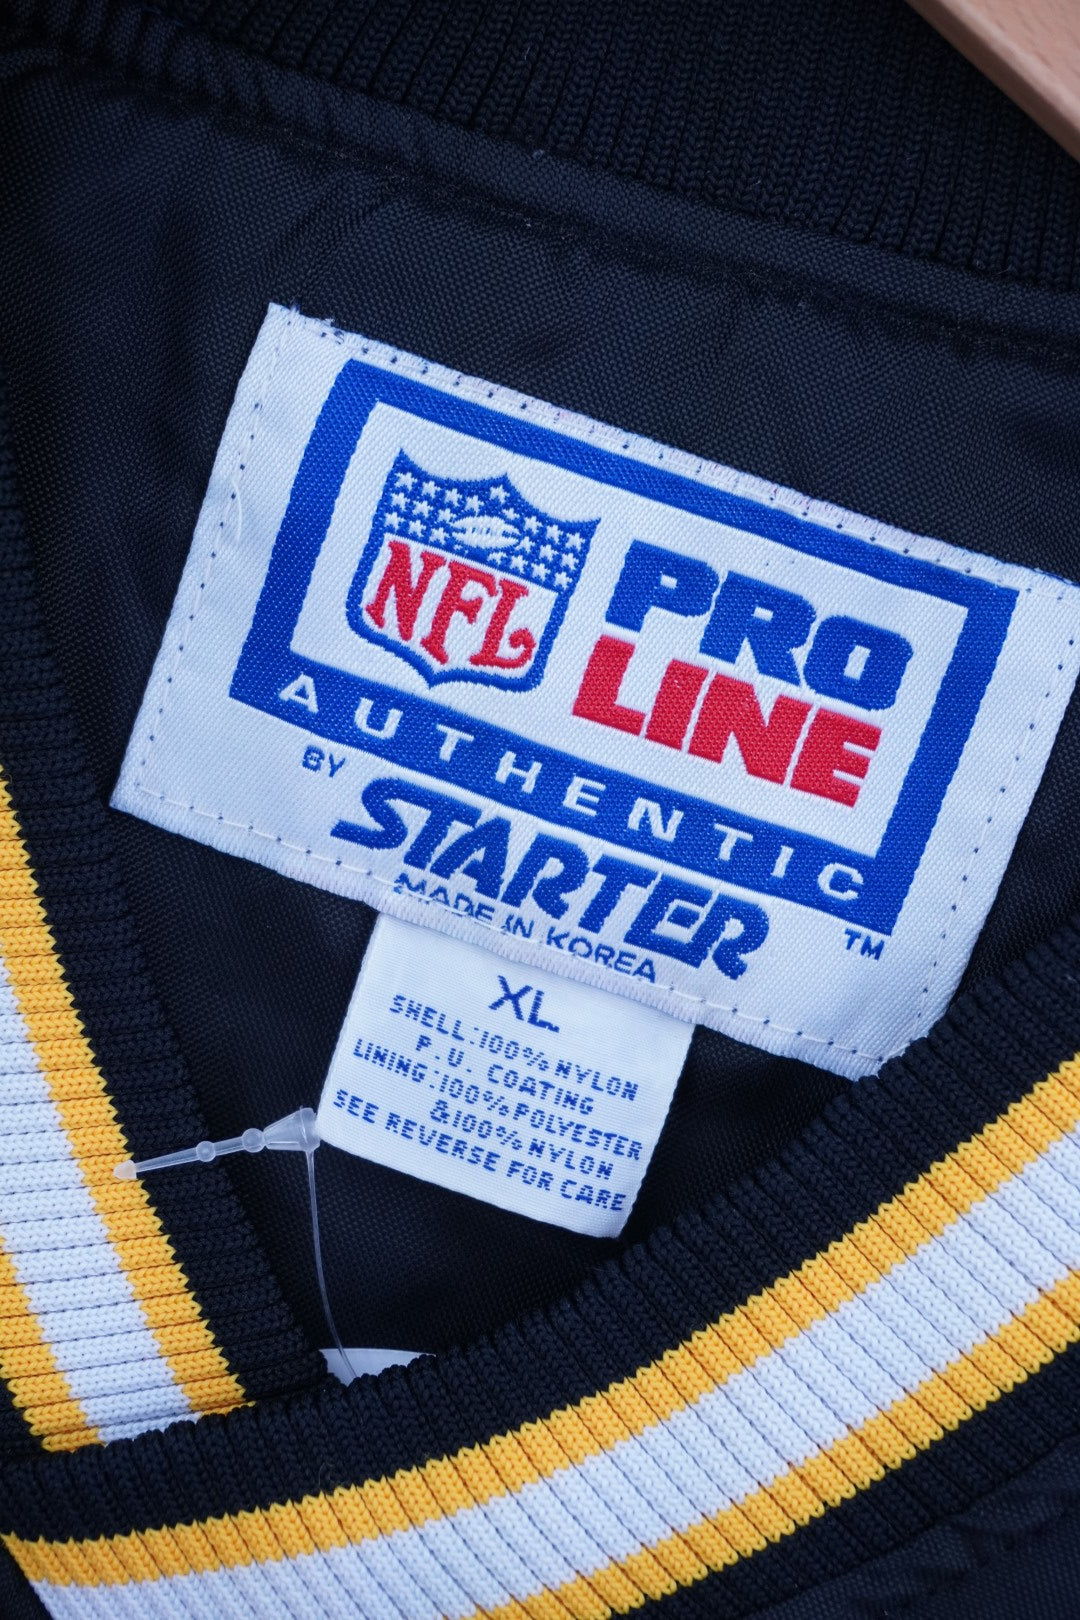 NFL
PRO
LINE
AUTHENTIC
BY
STARTER
TM
MADE IN KOREA
XL
SHELL:100% NYLON
P.U. COATING
LINING:100% POLYESTER
&100% NYLON
SEE REVERSE FOR CARE